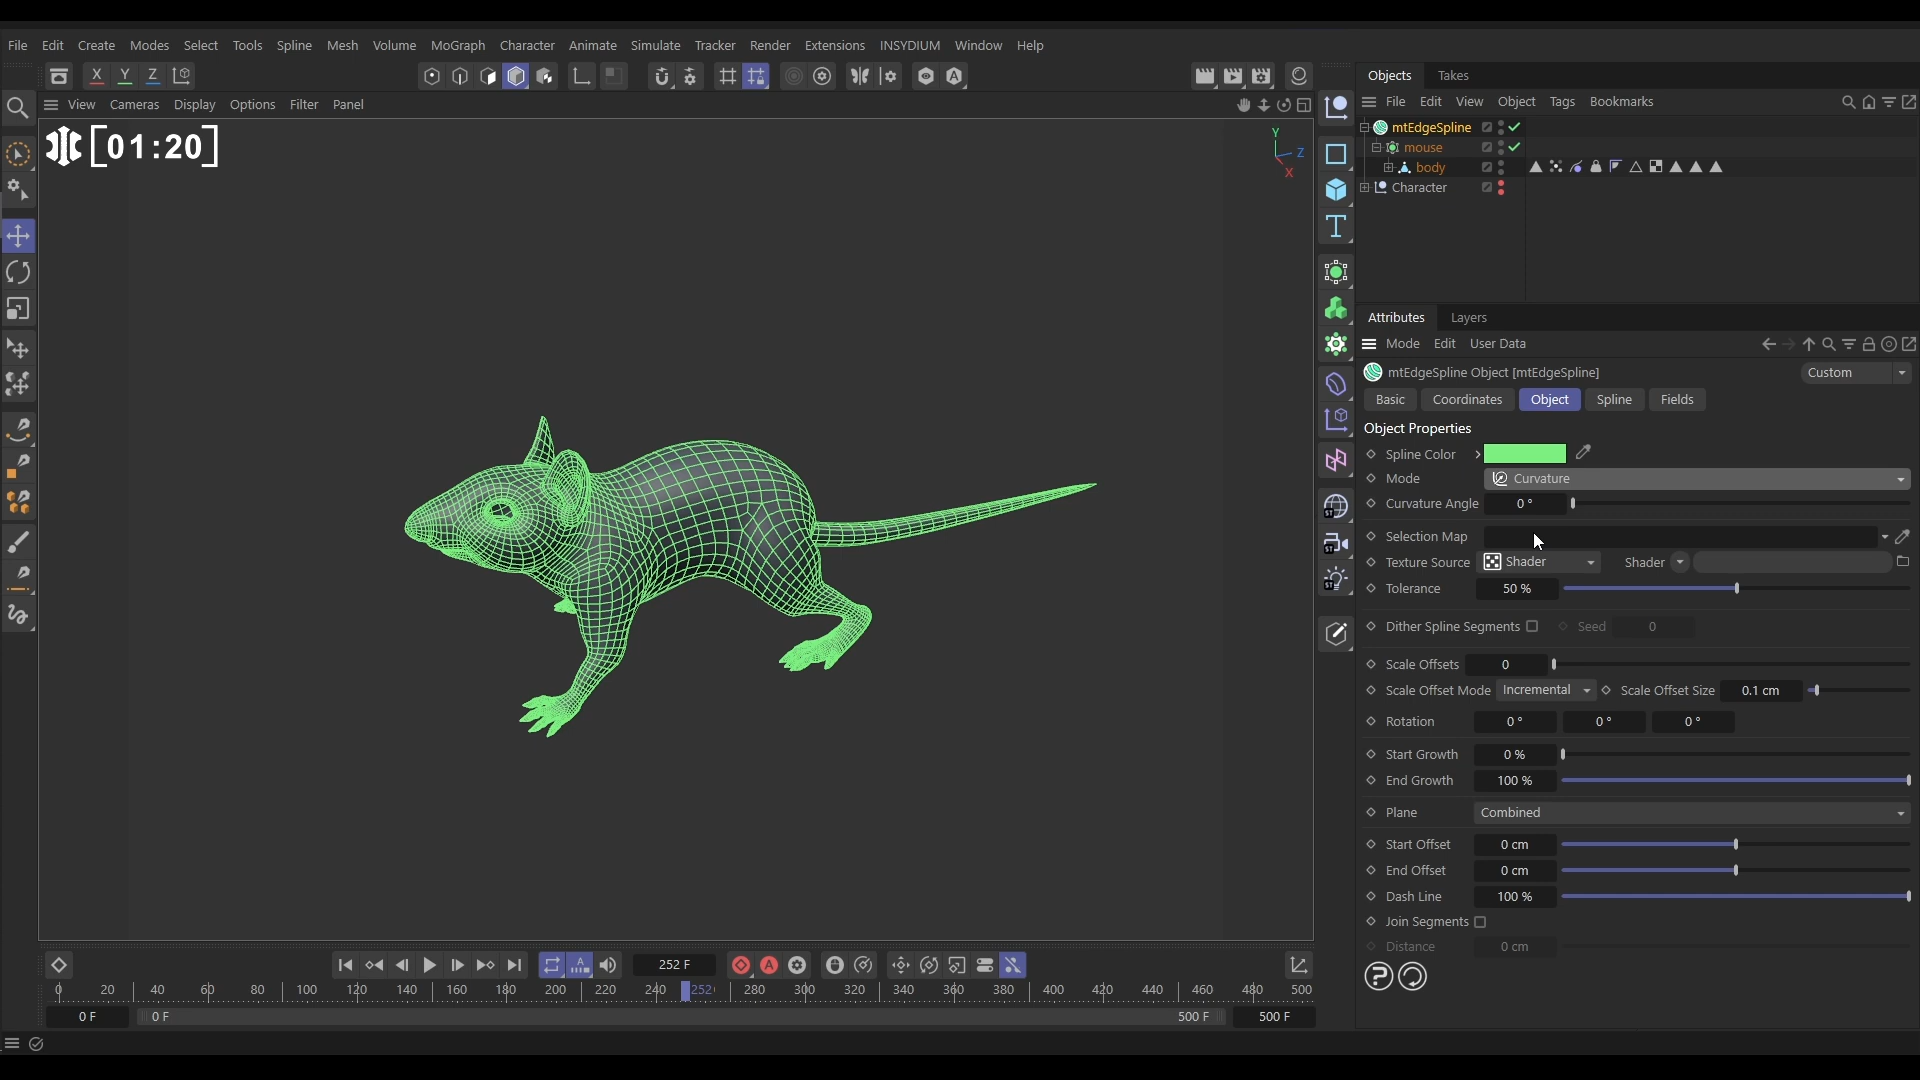 File Edit Create Modes Select Tools Spline Mesh Volume MoGraph Character Animate Simulate Tracker Render Extensions INSYDIUM Window Help
X Y Z
View Cameras Display Options Filter Panel
[01:20]
Y
Z
X
Objects Takes
File Edit View Object Tags Bookmarks
mtEdgeSpline
mouse
body
Character
Attributes Layers
Mode Edit User Data
mtEdgeSpline Object [mtEdgeSpline] Custom
Basic Coordinates Object Spline Fields
Object Properties
Spline Color
Mode Curvature
Curvature Angle 0 °
Selection Map
Texture Source Shader Shader
Tolerance 50 %
Dither Spline Segments Seed 0
Scale Offsets 0
Scale Offset Mode Incremental Scale Offset Size 0.1 cm
Rotation 0 ° 0 ° 0 °
Start Growth 0 %
End Growth 100 %
Plane Combined
Start Offset 0 cm
End Offset 0 cm
Dash Line 100 %
Join Segments
Distance 0 cm
252 F
0 20 40 60 80 100 120 140 160 180 200 220 240 252 280 300 320 340 360 380 400 420 440 460 480 500
0 F 0 F 500 F 500 F